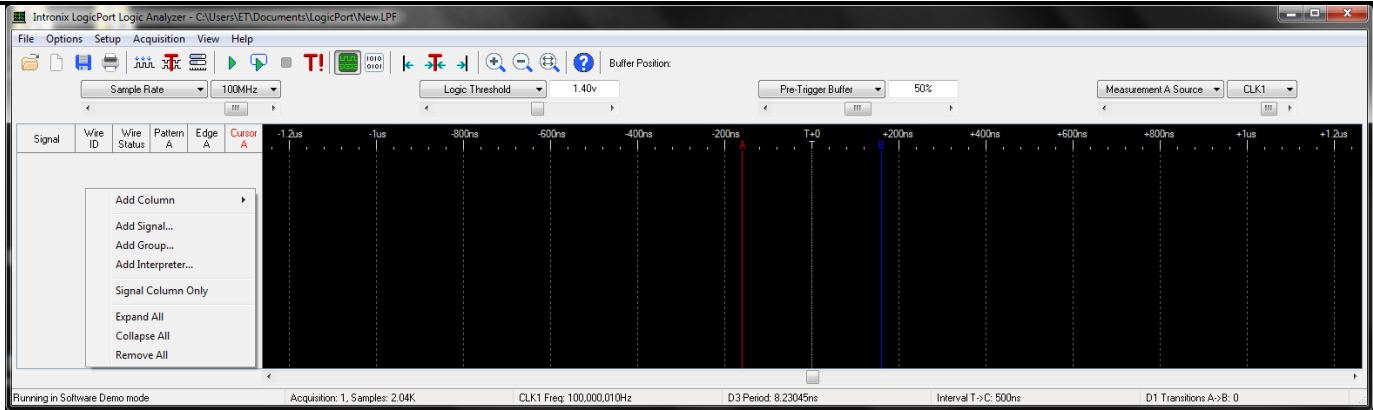 Intronix LogicPort Logic Analyzer - C:\Users\ET\Documents\LogicPort\New.LPF
File Options Setup Acquisition View Help
T! 1010 0101 T ? Buffer Position:
Sample Rate 100MHz Logic Threshold 1.40v Pre-Trigger Buffer 50% Measurement A Source CLK1
Signal Wire ID Wire Status Pattern A Edge A Cursor A
-1.2us -1us -800ns -600ns -400ns -200ns T+0 +200ns +400ns +600ns +800ns +1us +1.2us
A T B
Add Column
Add Signal...
Add Group...
Add Interpreter...
Signal Column Only
Expand All
Collapse All
Remove All
Running in Software Demo mode Acquisition: 1, Samples: 2.04K CLK1 Freq: 100,000,010Hz D3 Period: 8.23045ns Interval T->C: 500ns D1 Transitions A->B: 0